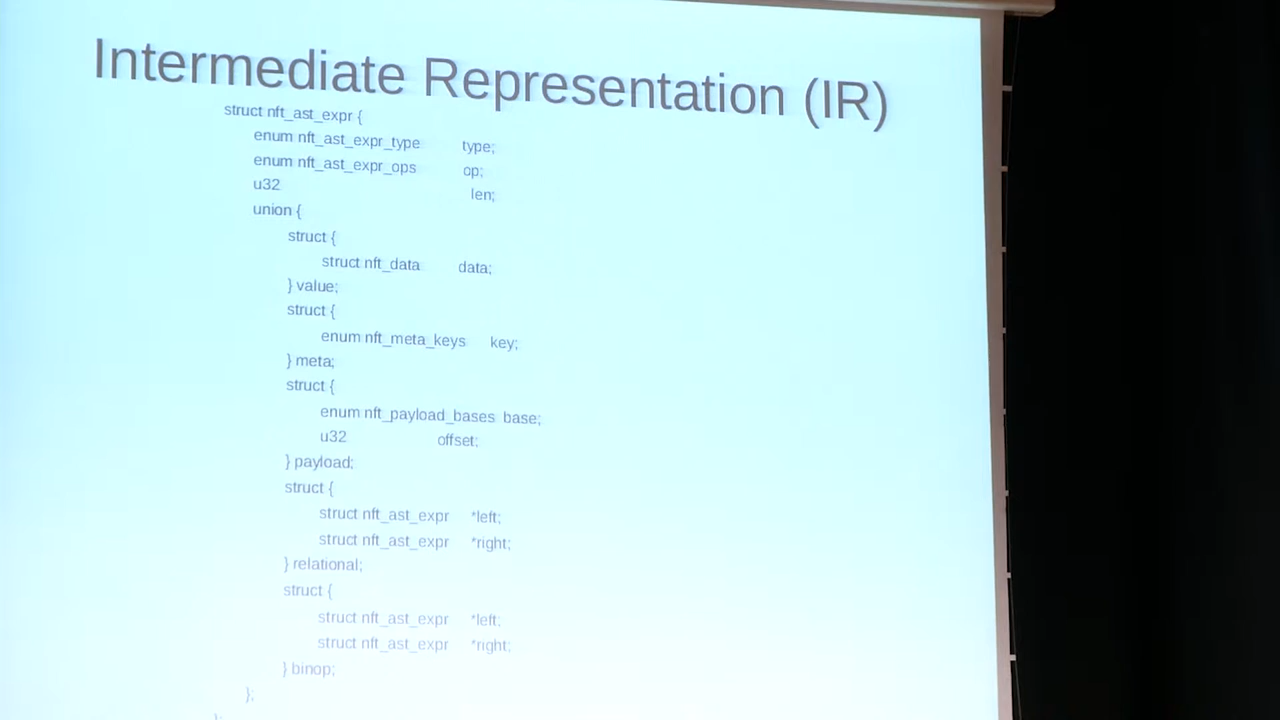 Intermediate Representation (IR)
struct nft_ast_expr {
enum nft_ast_expr_type type;
enum nft_ast_expr_ops op;
u32 len;
union {
struct {
struct nft_data data;
} value;
struct {
enum nft_meta_keys key;
} meta;
struct {
enum nft_payload_bases base;
u32 offset;
} payload;
struct {
struct nft_ast_expr *left;
struct nft_ast_expr *right;
} relational;
struct {
struct nft_ast_expr *left;
struct nft_ast_expr *right;
} binop;
};
};